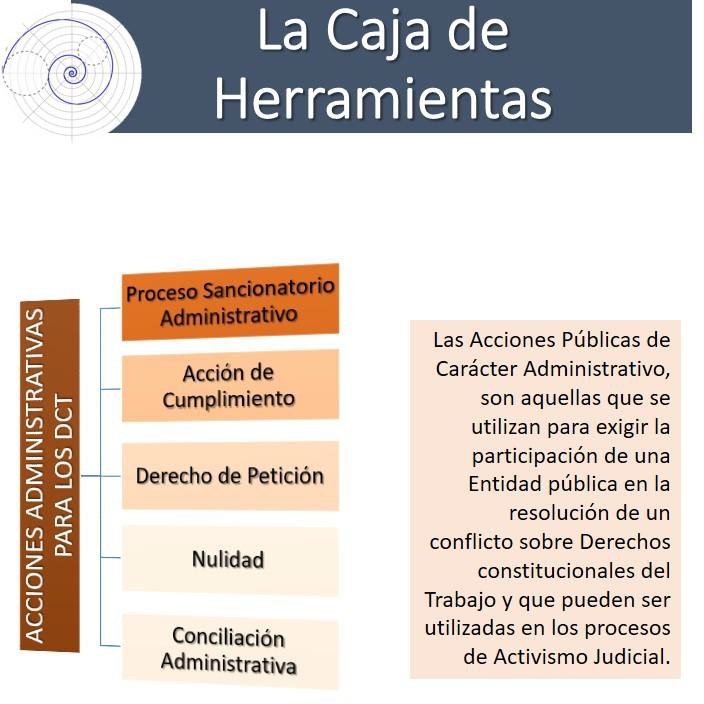 La Caja de
Herramientas
ACCIONES ADMINISTRATIVAS
PARA LOS DCT
Proceso Sancionatorio
Administrativo
Acción de
Cumplimiento
Derecho de Petición
Nulidad
Conciliación
Administrativa
Las Acciones Públicas de
Carácter Administrativo,
son aquellas que se
utilizan para exigir la
participación de una
Entidad pública en la
resolución de un
conflicto sobre Derechos
constitucionales del
Trabajo y que pueden ser
utilizadas en los procesos
de Activismo Judicial.